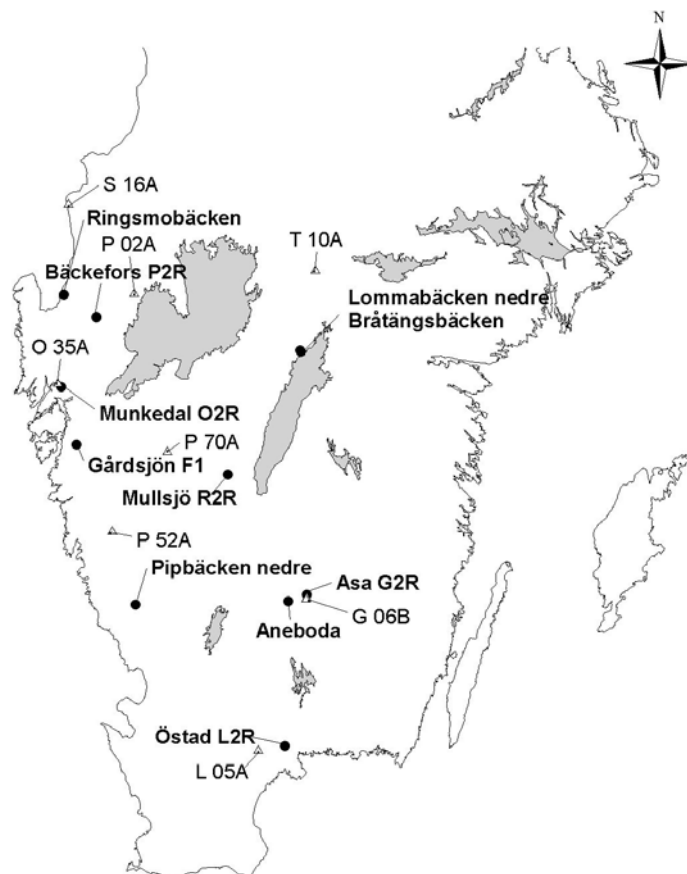 N
S 16A
Ringsmobäcken
P 02A
Bäckefors P2R
T 10A
Lommabäcken nedre
Bråtängsbäcken
O 35A
Munkedal O2R
P 70A
Gårdsjön F1
Mullsjö R2R
P 52A
Pipbäcken nedre
Asa G2R
G 06B
Aneboda
Östad L2R
L 05A